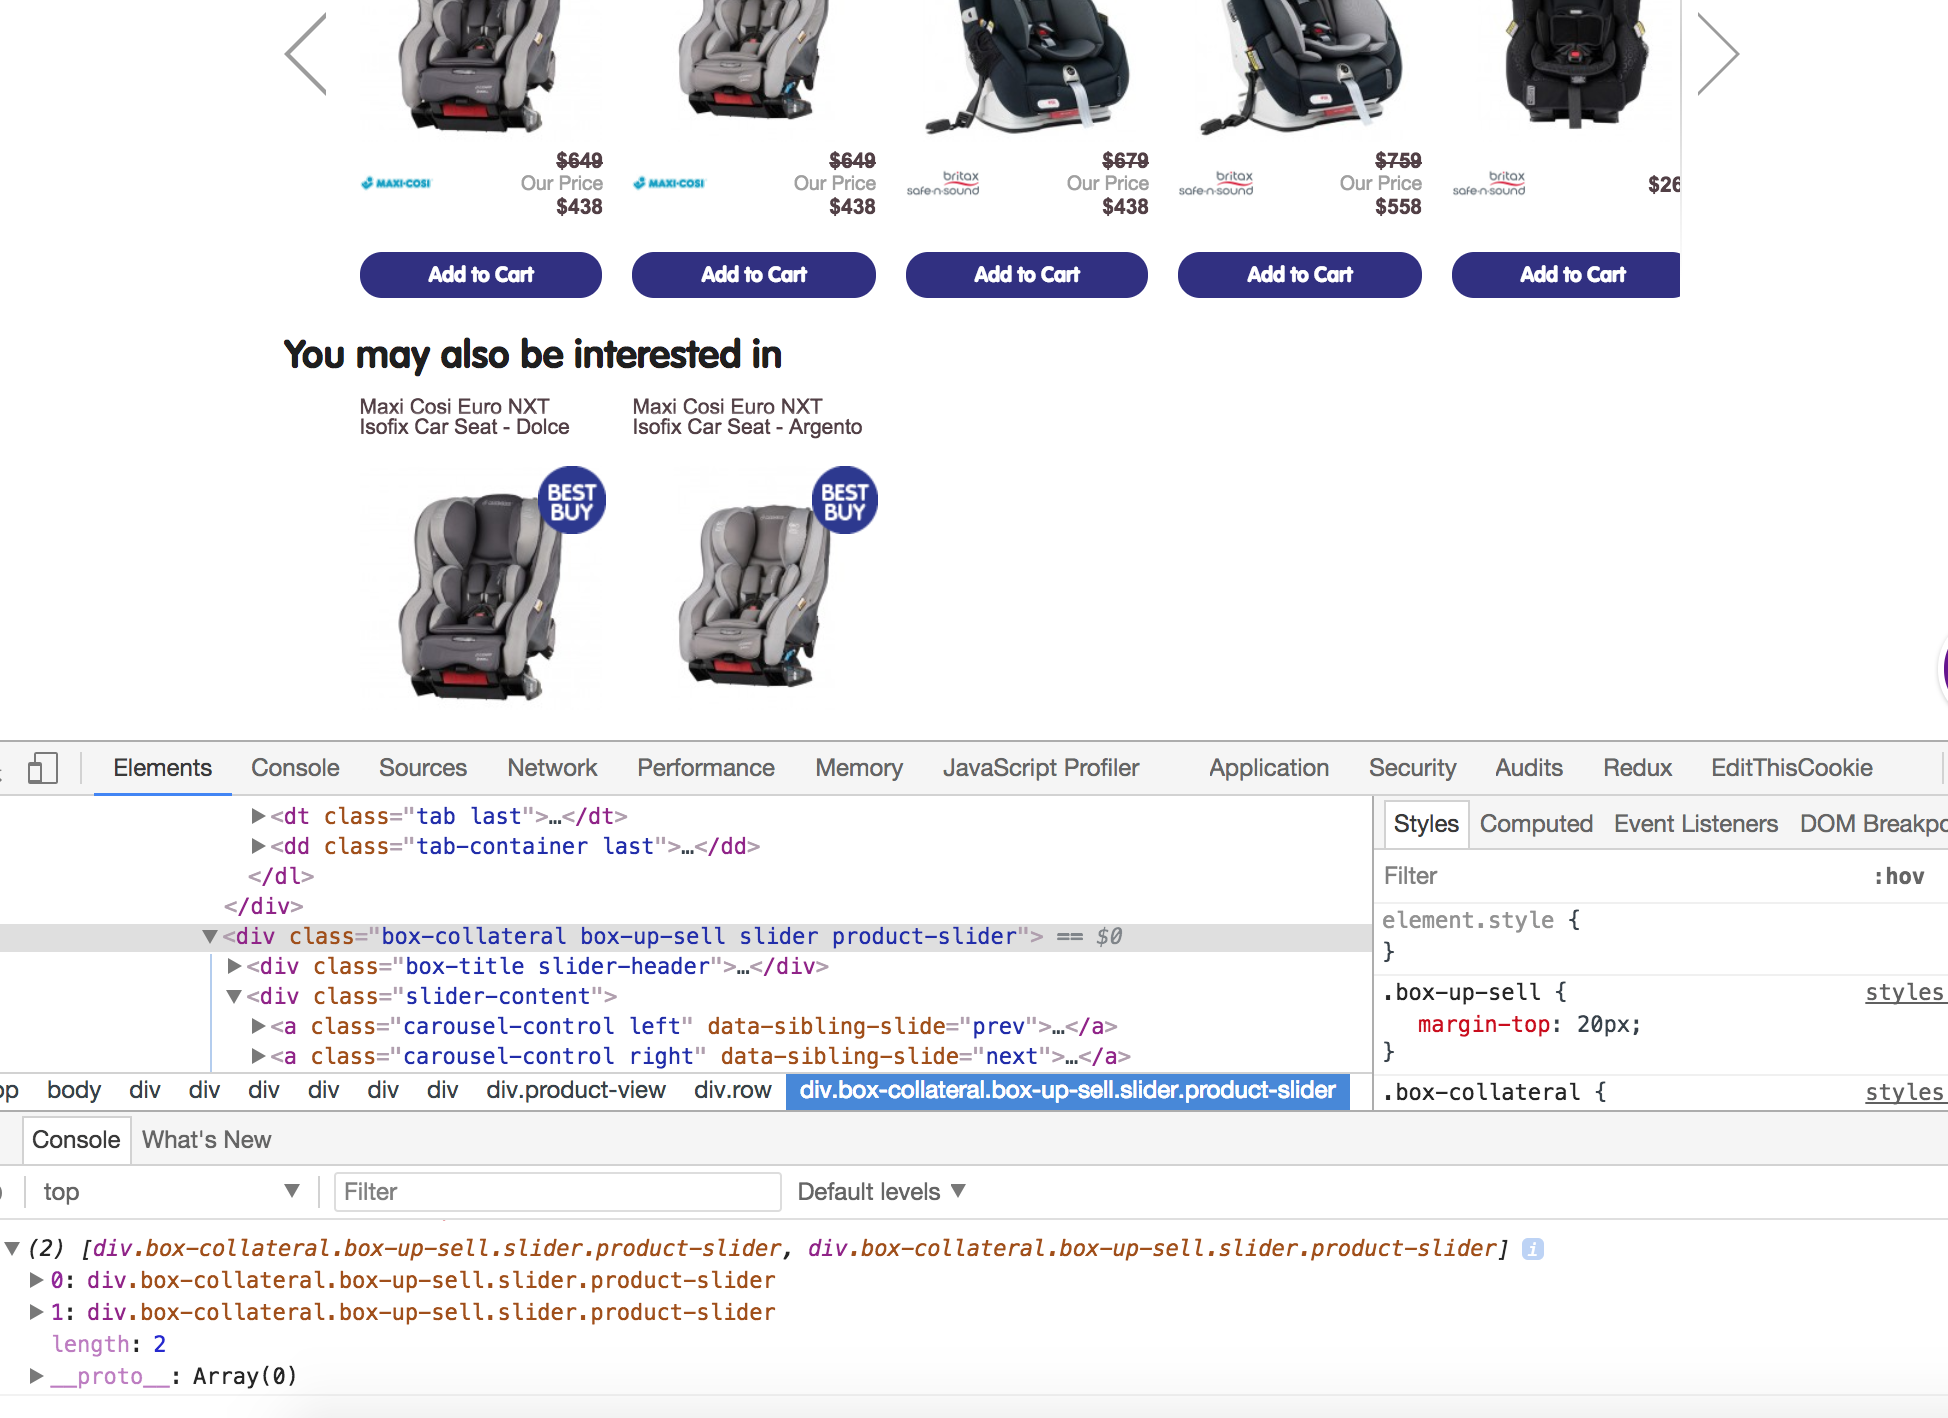 $649 $649 $679 $759
MAXI-COSI Our Price MAXI-COSI Our Price britax safe·n·sound Our Price britax safe·n·sound Our Price britax safe·n·sound $26
$438 $438 $438 $558
Add to Cart Add to Cart Add to Cart Add to Cart Add to Cart
You may also be interested in
Maxi Cosi Euro NXT Maxi Cosi Euro NXT
Isofix Car Seat - Dolce Isofix Car Seat - Argento
BEST BEST
BUY BUY
Elements Console Sources Network Performance Memory JavaScript Profiler Application Security Audits Redux EditThisCookie
▶<dt class="tab last">…</dt>
▶<dd class="tab-container last">…</dd>
</dl>
</div>
▼<div class="box-collateral box-up-sell slider product-slider"> == $0
▶<div class="box-title slider-header">…</div>
▼<div class="slider-content">
▶<a class="carousel-control left" data-sibling-slide="prev">…</a>
▶<a class="carousel-control right" data-sibling-slide="next">…</a>
op body div div div div div div div.product-view div.row div.box-collateral.box-up-sell.slider.product-slider
Styles Computed Event Listeners DOM Breakpo
Filter :hov
element.style {
}
.box-up-sell { styles
margin-top: 20px;
}
.box-collateral { styles
Console What's New
top ▼ Filter Default levels ▼
▼(2) [div.box-collateral.box-up-sell.slider.product-slider, div.box-collateral.box-up-sell.slider.product-slider] i
▶0: div.box-collateral.box-up-sell.slider.product-slider
▶1: div.box-collateral.box-up-sell.slider.product-slider
length: 2
▶__proto__: Array(0)